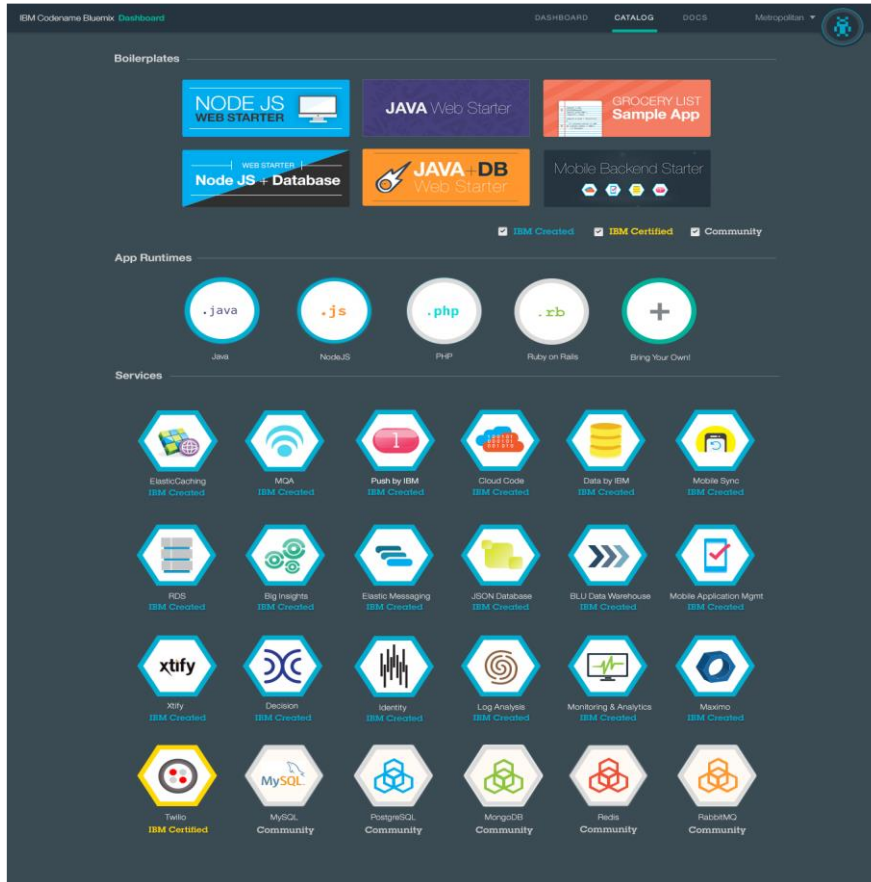 IBM Codename Bluemix Dashboard
DASHBOARD CATALOG DOCS Metropolitan
Boilerplates
NODE JS
WEB STARTER
JAVA Web Starter
GROCERY LIST
Sample App
WEB STARTER
Node JS + Database
JAVA+DB
Web Starter
Mobile Backend Starter
IBM Created IBM Certified Community
App Runtimes
.java .js .php .rb +
Java NodeJS PHP Ruby on Rails Bring Your Own!
Services
1
ElasticCaching MQA Push by IBM Cloud Code Data by IBM Mobile Sync
IBM Created IBM Created IBM Created IBM Created IBM Created IBM Created
RDS Big Insights Elastic Messaging JSON Database BLU Data Warehouse Mobile Application Mgmt
IBM Created IBM Created IBM Created IBM Created IBM Created IBM Created
xtify
Xtify Decision Identity Log Analysis Monitoring & Analytics Maximo
IBM Created IBM Created IBM Created IBM Created IBM Created IBM Created
MySQL
Twilio MySQL PostgreSQL MongoDB Redis RabbitMQ
IBM Certified Community Community Community Community Community